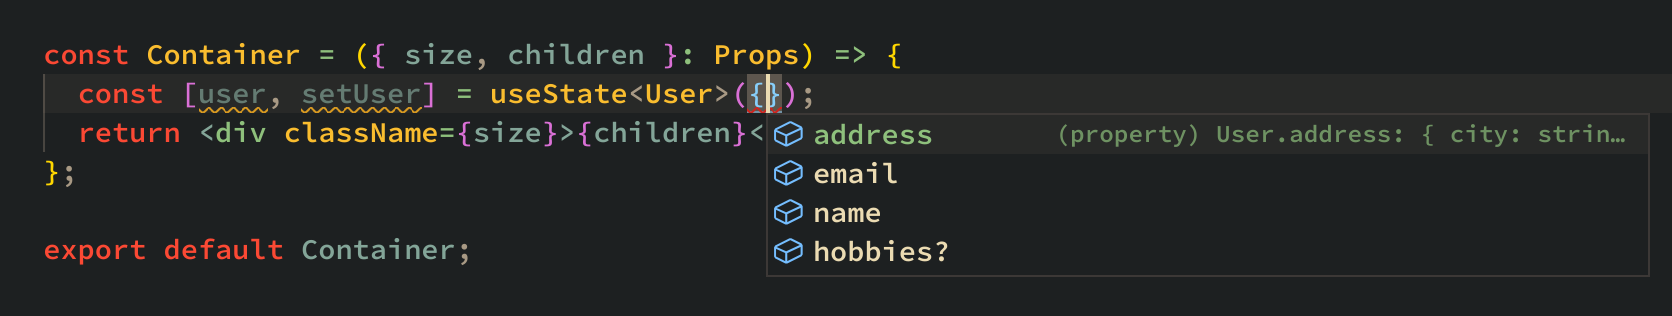 const Container = ({ size, children }: Props) => {
const [user, setUser] = useState<User>({});
return <div className={size}>{children}<
};
export default Container;
address (property) User.address: { city: strin…
email
name
hobbies?